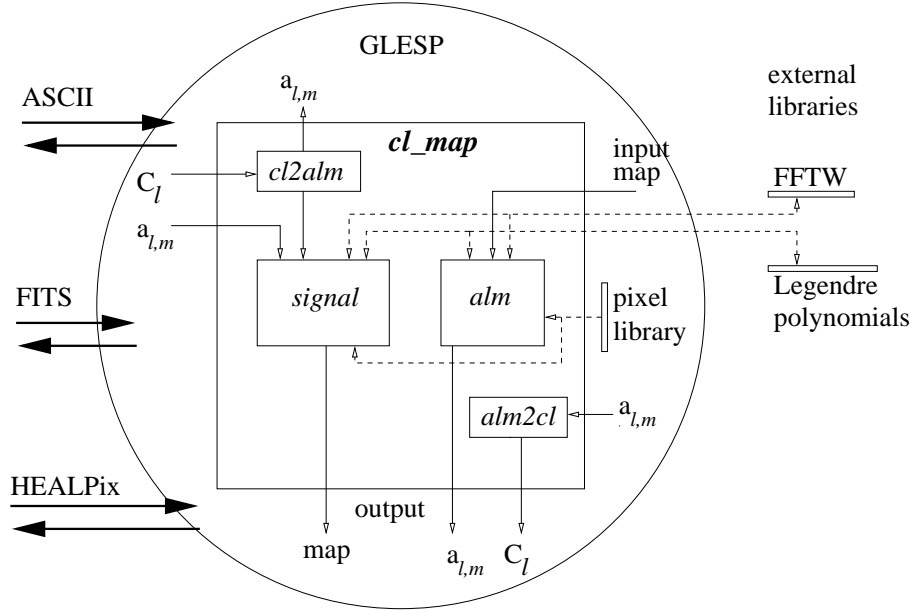 GLESP
ASCII
a_{l,m}
external
libraries
cl_map
input
map
cl2alm
C_l
FFTW
a_{l,m}
FITS
signal
alm
pixel
library
Legendre
polynomials
alm2cl
a_{l,m}
HEALPix
output
map
a_{l,m}
C_l